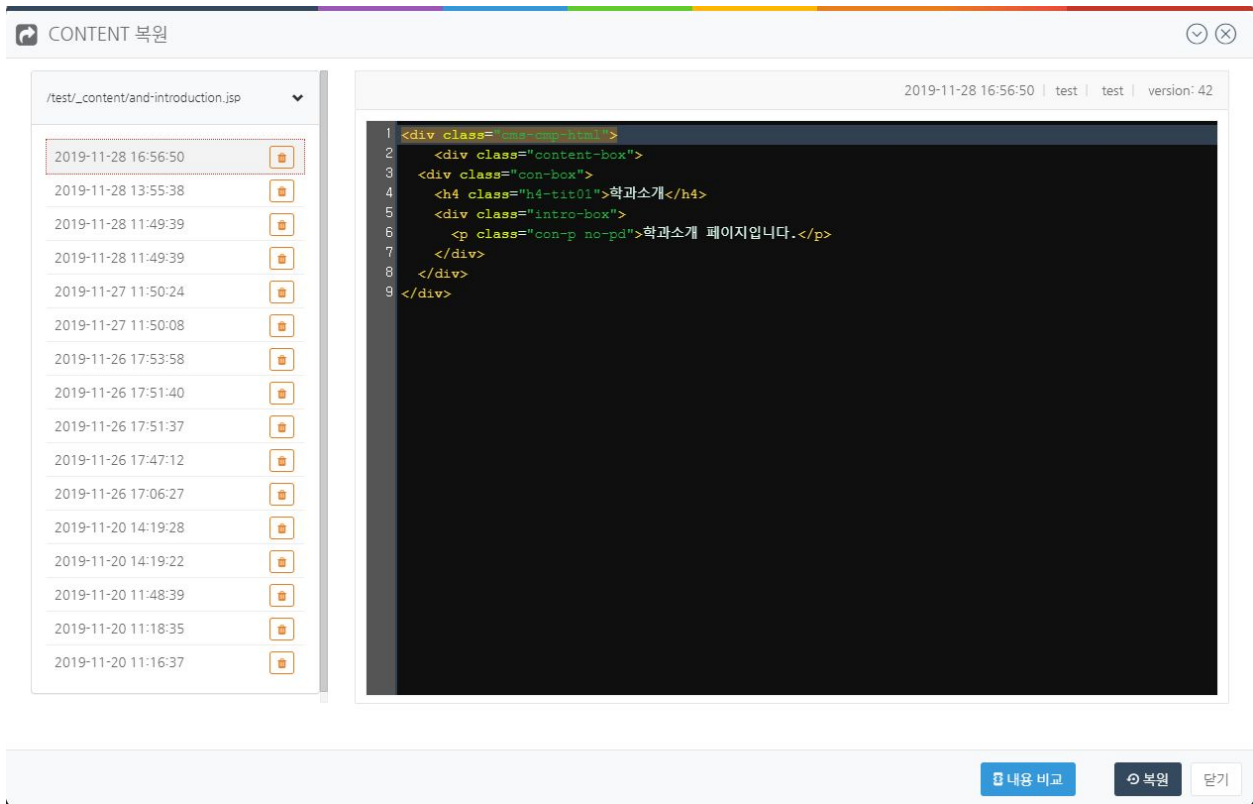 CONTENT 복원
/test/_content/and-introduction.jsp
2019-11-28 16:56:50
2019-11-28 13:55:38
2019-11-28 11:49:39
2019-11-28 11:49:39
2019-11-27 11:50:24
2019-11-27 11:50:08
2019-11-26 17:53:58
2019-11-26 17:51:40
2019-11-26 17:51:37
2019-11-26 17:47:12
2019-11-26 17:06:27
2019-11-20 14:19:28
2019-11-20 14:19:22
2019-11-20 11:48:39
2019-11-20 11:18:35
2019-11-20 11:16:37
2019-11-28 16:56:50 | test | test | version: 42
1 <div class="cms-cmp-html">
2 <div class="content-box">
3 <div class="con-box">
4 <h4 class="h4-tit01">학과소개</h4>
5 <div class="intro-box">
6 <p class="con-p no-pd">학과소개 페이지입니다.</p>
7 </div>
8 </div>
9 </div>
내용 비교 복원 닫기